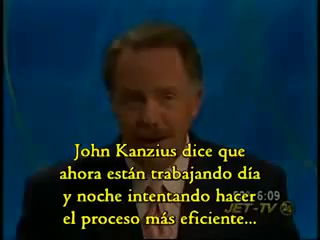 John Kanzius dice que
ahora están trabajando día
y noche intentando hacer
el proceso más eficiente...
6:09
JET-TV 24